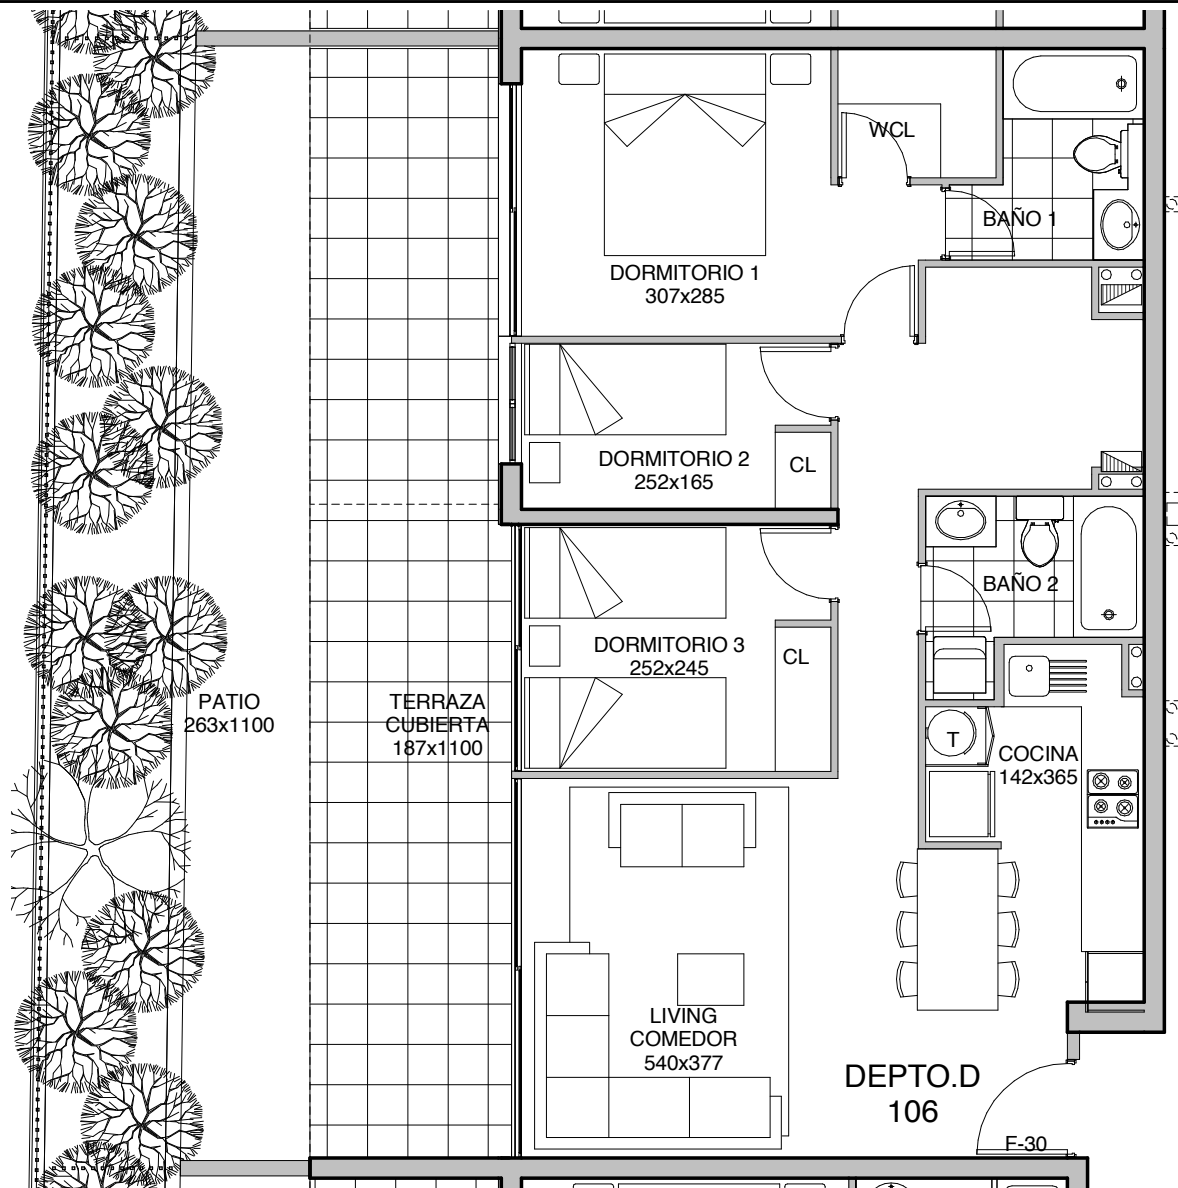 WCL
BAÑO 1
DORMITORIO 1
307x285
DORMITORIO 2
252x165
CL
BAÑO 2
DORMITORIO 3
252x245
CL
PATIO
263x1100
TERRAZA
CUBIERTA
187x1100
T
COCINA
142x365
LIVING
COMEDOR
540x377
DEPTO.D
106
F-30